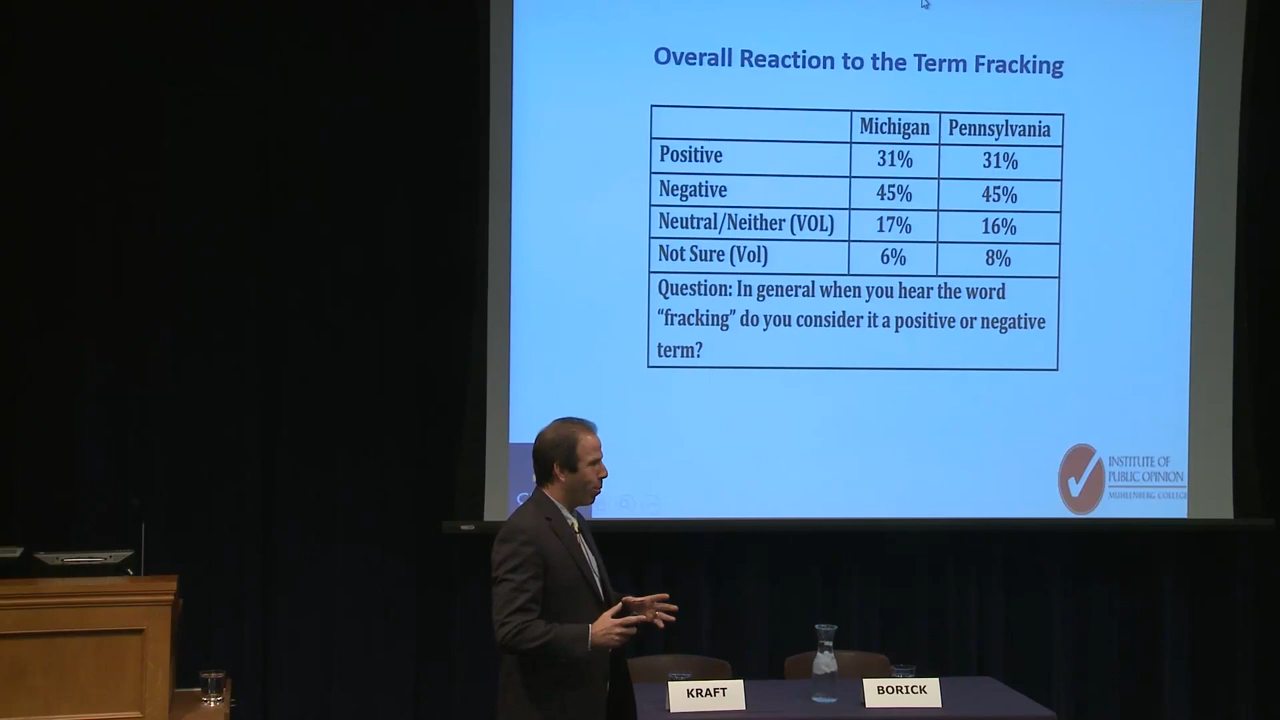 Overall Reaction to the Term Fracking
Michigan Pennsylvania
Positive 31% 31%
Negative 45% 45%
Neutral/Neither (VOL) 17% 16%
Not Sure (Vol) 6% 8%
Question: In general when you hear the word
“fracking” do you consider it a positive or negative
term?
INSTITUTE OF
PUBLIC OPINION
MUHLENBERG COLLEGE
KRAFT
BORICK